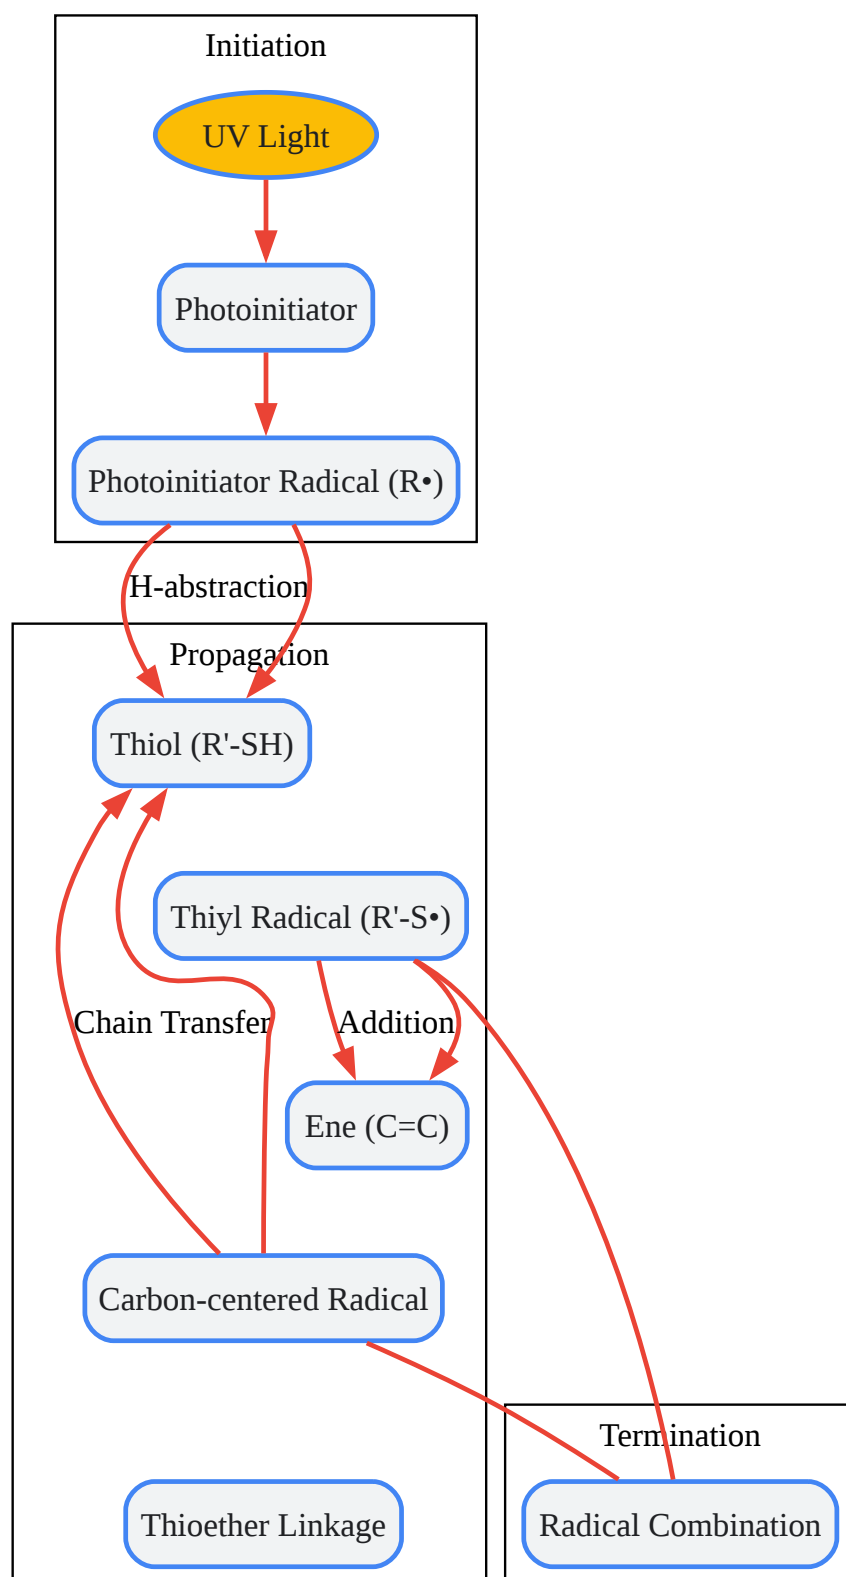 Initiation
UV Light
Photoinitiator
Photoinitiator Radical (R•)
H-abstraction
Propagation
Thiol (R'-SH)
Thiyl Radical (R'-S•)
Chain Transfer
Addition
Ene (C=C)
Carbon-centered Radical
Termination
Thioether Linkage
Radical Combination